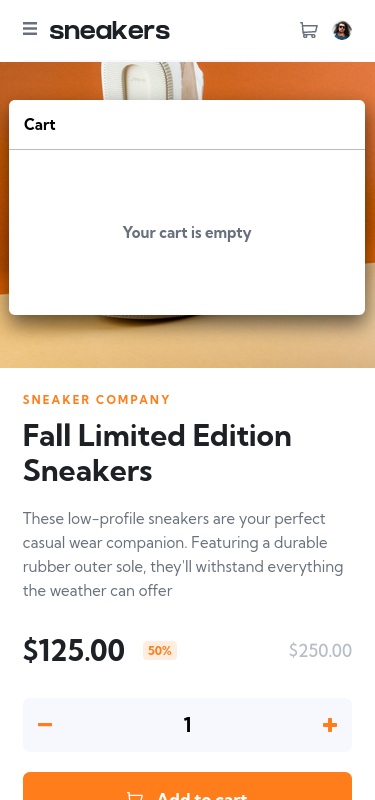 sneakers
Cart
Your cart is empty
SNEAKER COMPANY
Fall Limited Edition
Sneakers
These low-profile sneakers are your perfect
casual wear companion. Featuring a durable
rubber outer sole, they'll withstand everything
the weather can offer
$125.00 50% $250.00
1
Add to cart